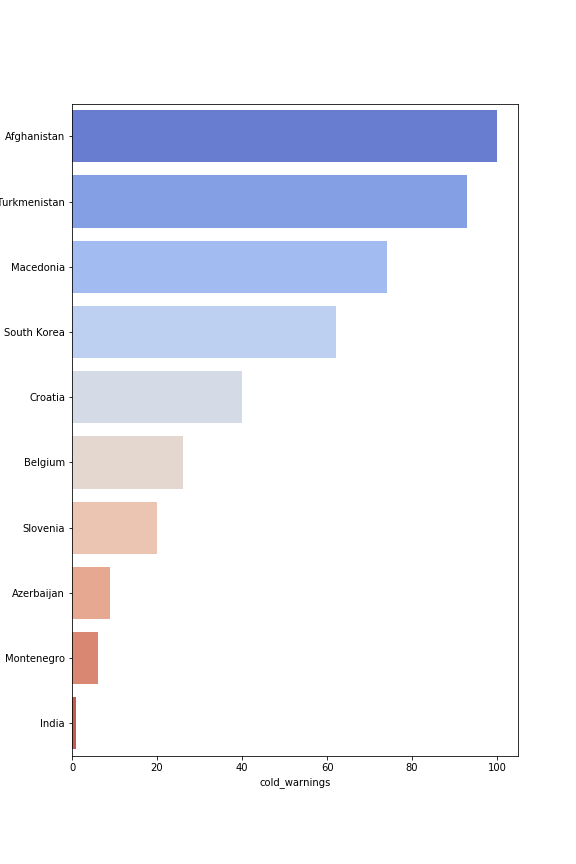 Afghanistan
Turkmenistan
Macedonia
South Korea
Croatia
Belgium
Slovenia
Azerbaijan
Montenegro
India
0 20 40 60 80 100
cold_warnings